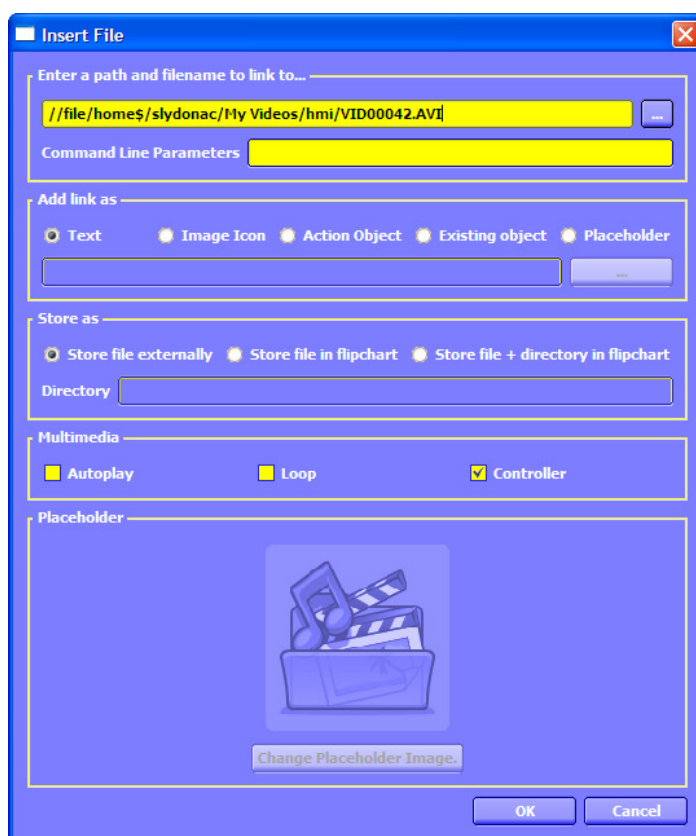 Insert File
Enter a path and filename to link to...
//file/home$/slydonac/My Videos/hmi/VID00042.AVI
...
Command Line Parameters
Add link as
Text Image Icon Action Object Existing object Placeholder
...
Store as
Store file externally Store file in flipchart Store file + directory in flipchart
Directory
Multimedia
Autoplay Loop Controller
Placeholder
Change Placeholder Image.
OK Cancel